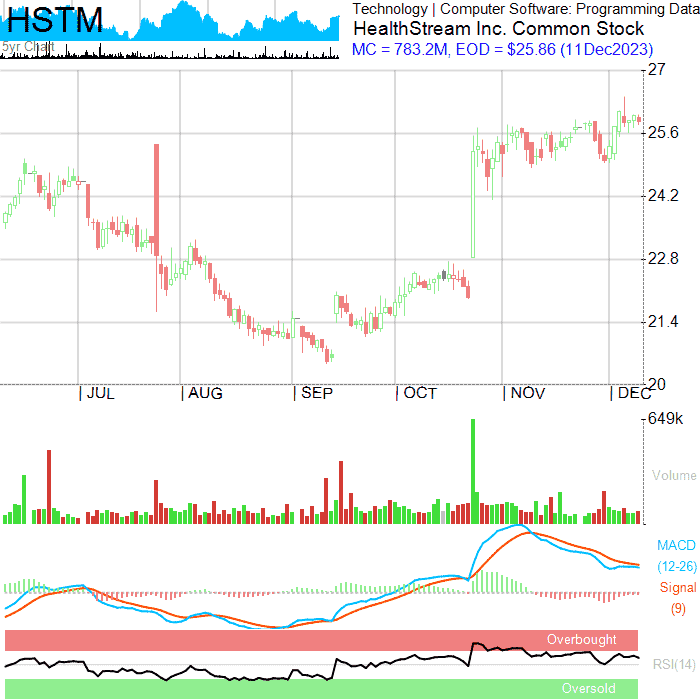 HSTM
5yr Chart
Technology | Computer Software: Programming Data
HealthStream Inc. Common Stock
MC = 783.2M, EOD = $25.86 (11Dec2023)
27
25.6
24.2
22.8
21.4
20
JUL
AUG
SEP
OCT
NOV
DEC
649k
Volume
MACD
(12-26)
Signal
(9)
Overbought
RSI(14)
Oversold